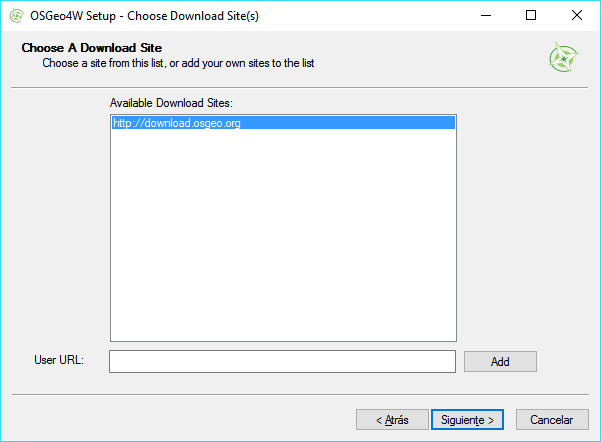 OSGeo4W Setup - Choose Download Site(s)
Choose A Download Site
Choose a site from this list, or add your own sites to the list
Available Download Sites:
http://download.osgeo.org
User URL:
Add
< Atrás
Siguiente >
Cancelar